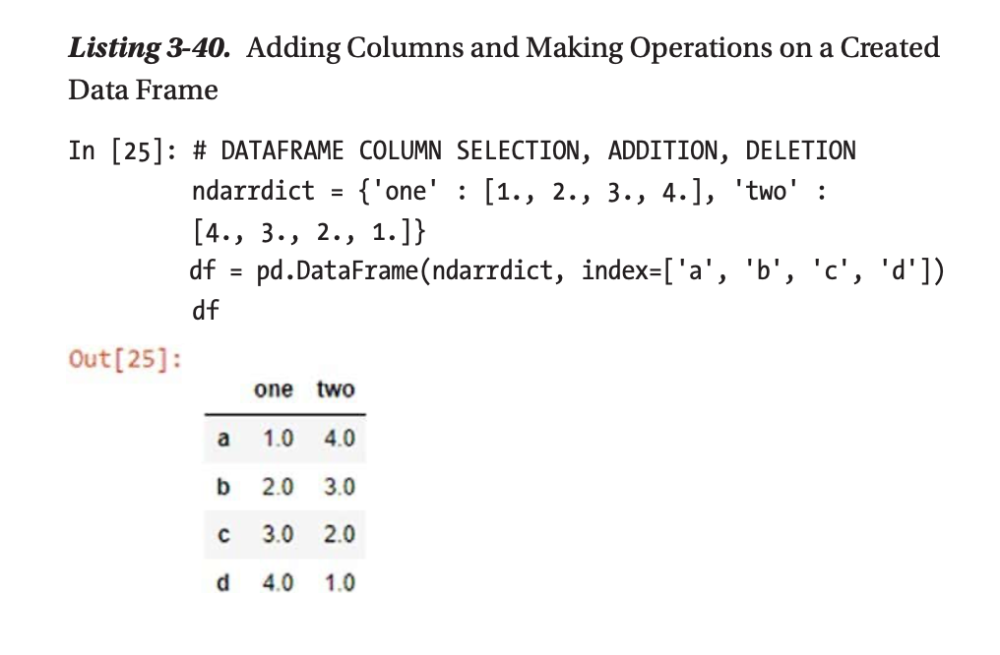 Listing 3-40. Adding Columns and Making Operations on a Created
Data Frame
In [25]: # DATAFRAME COLUMN SELECTION, ADDITION, DELETION
ndarrdict = {'one' : [1., 2., 3., 4.], 'two' :
[4., 3., 2., 1.]}
df = pd.DataFrame(ndarrdict, index=['a', 'b', 'c', 'd'])
df
Out[25]:
one two
a 1.0 4.0
b 2.0 3.0
c 3.0 2.0
d 4.0 1.0